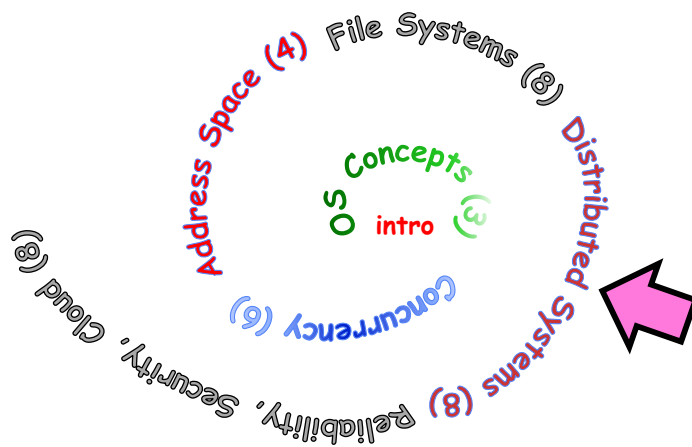 intro
OS Concepts (3)
Concurrency (6)
Address Space (4)
File Systems (8)
Distributed Systems (8)
Reliability, Security, Cloud (8)